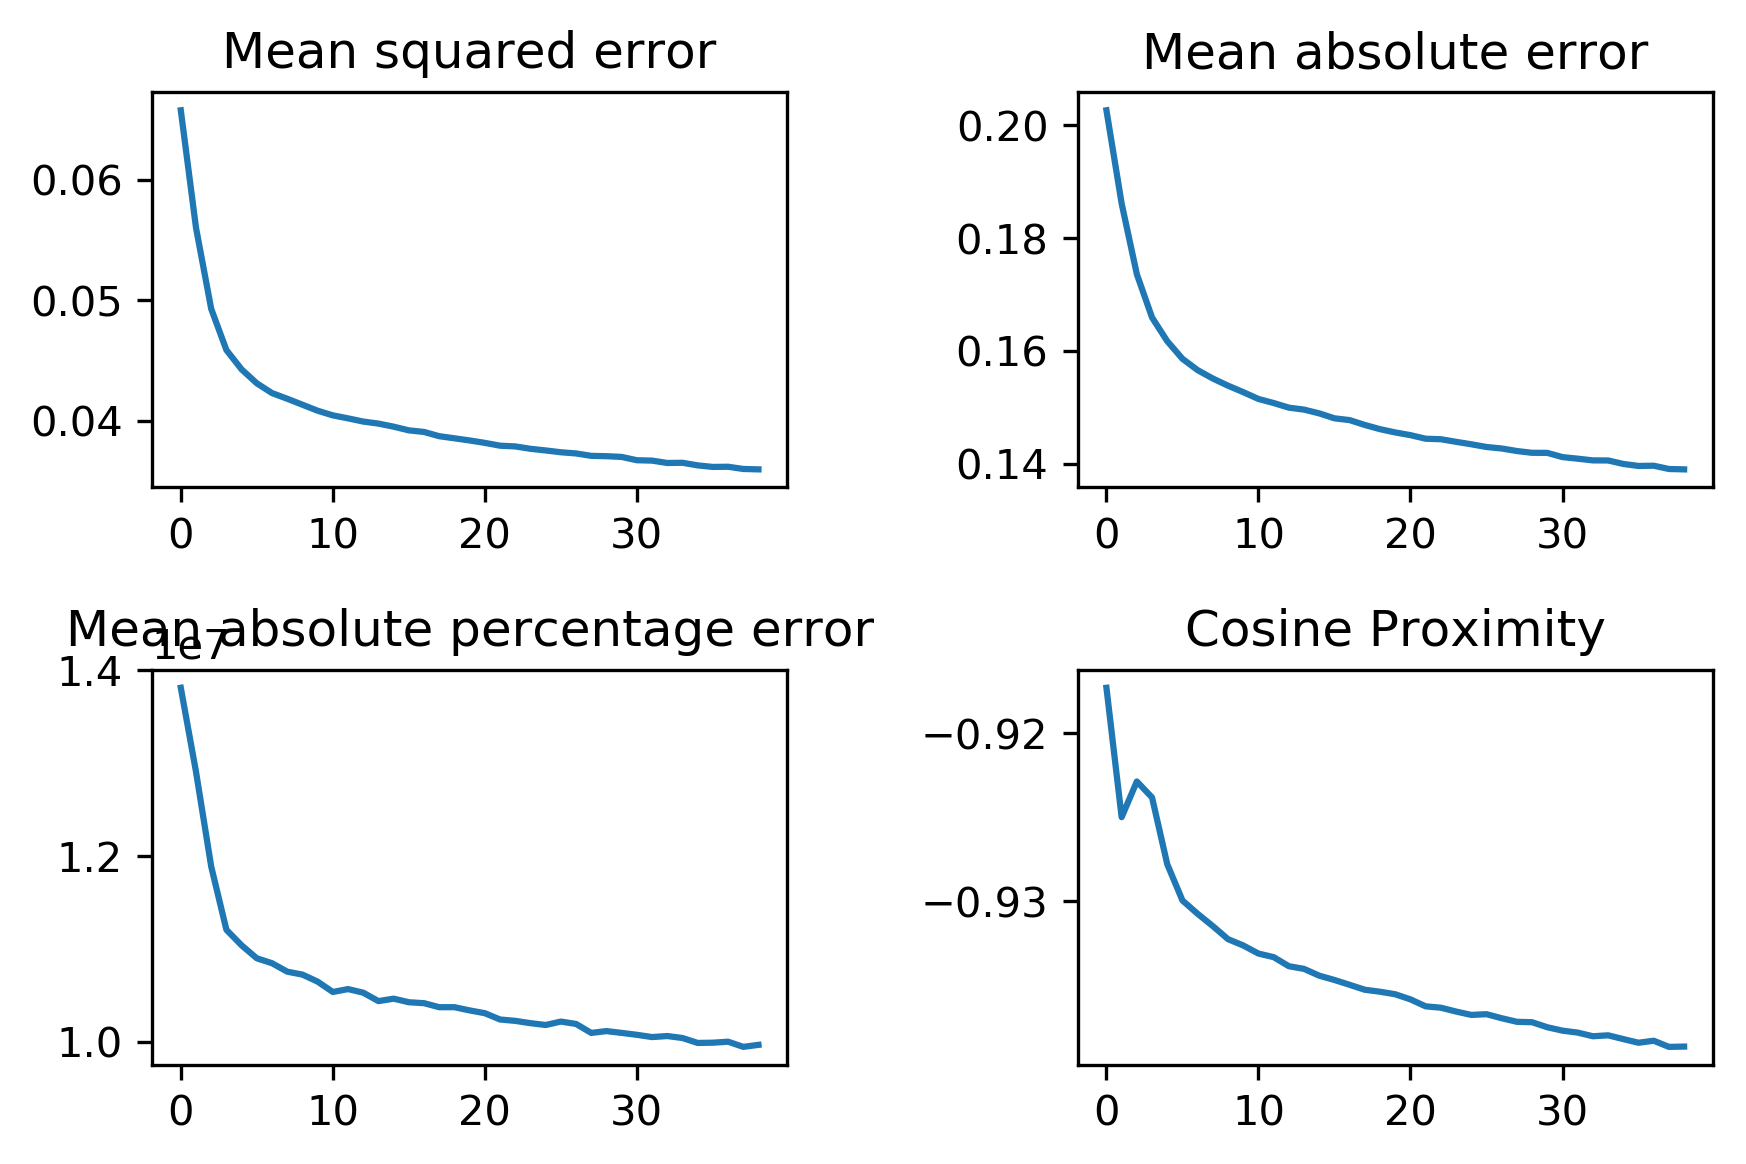 Mean squared error
0.06
0.05
0.04
0 10 20 30
Mean absolute error
0.20
0.18
0.16
0.14
0 10 20 30
Mean absolute percentage error
1e7
1.4
1.2
1.0
0 10 20 30
Cosine Proximity
−0.92
−0.93
0 10 20 30